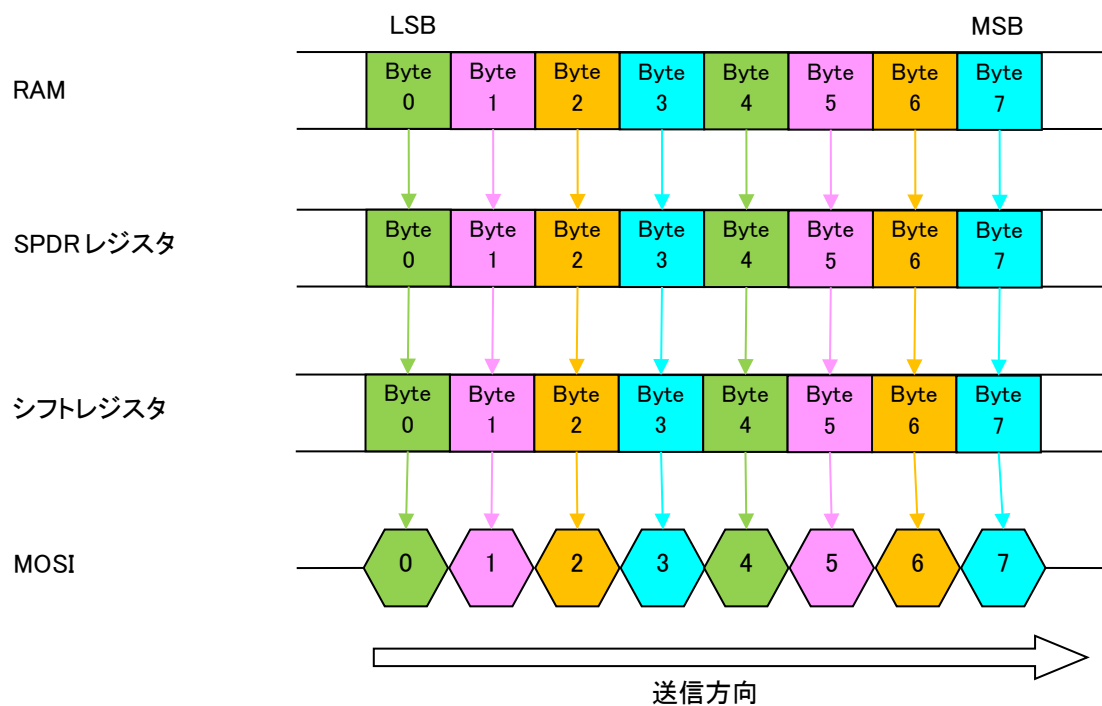 LSB MSB
RAM Byte 0 Byte 1 Byte 2 Byte 3 Byte 4 Byte 5 Byte 6 Byte 7
SPDRレジスタ Byte 0 Byte 1 Byte 2 Byte 3 Byte 4 Byte 5 Byte 6 Byte 7
シフトレジスタ Byte 0 Byte 1 Byte 2 Byte 3 Byte 4 Byte 5 Byte 6 Byte 7
MOSI 0 1 2 3 4 5 6 7
送信方向